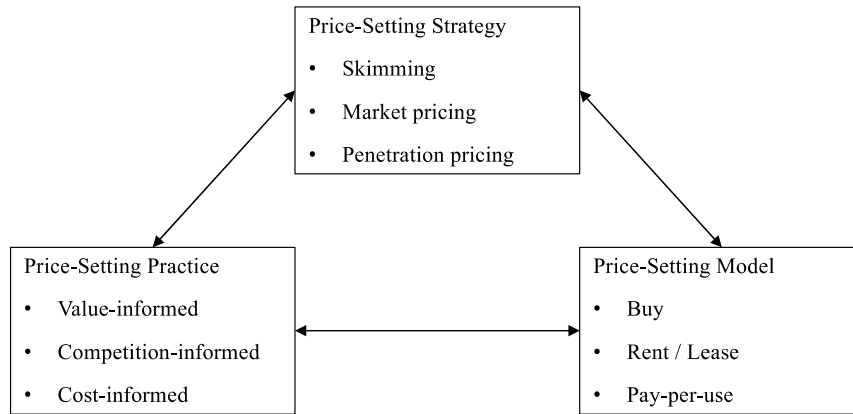 Price-Setting Strategy
• Skimming
• Market pricing
• Penetration pricing
Price-Setting Practice
• Value-informed
• Competition-informed
• Cost-informed
Price-Setting Model
• Buy
• Rent / Lease
• Pay-per-use